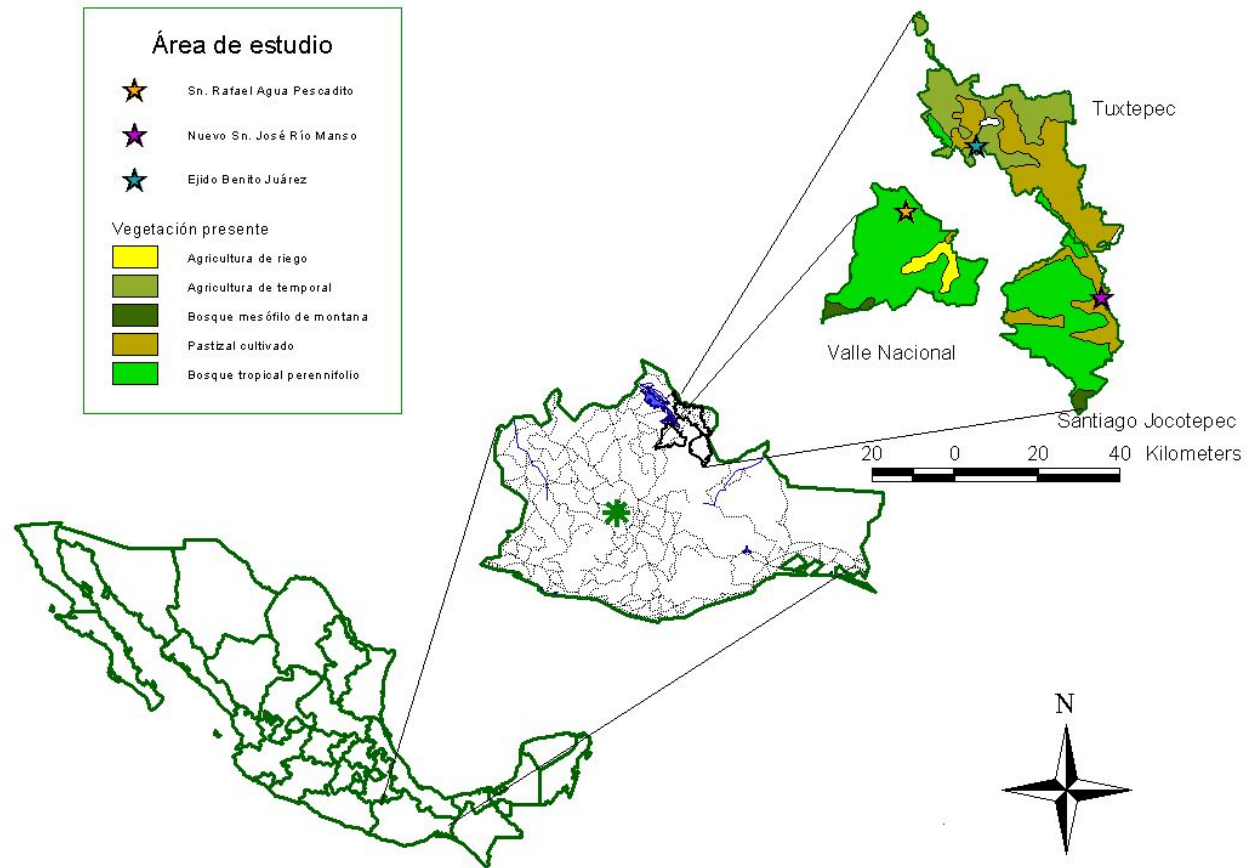 Área de estudio
Sn. Rafael Agua Pescadito
Nuevo Sn. José Río Manso
Ejido Benito Juárez
Vegetación presente
Agricultura de riego
Agricultura de temporal
Bosque mesófilo de montana
Pastizal cultivado
Bosque tropical perennifolio
Tuxtepec
Valle Nacional
Santiago Jocotepec
20 0 20 40 Kilometers
N